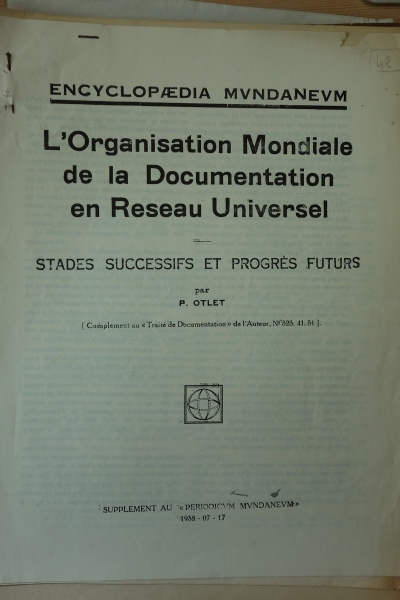 42
ENCYCLOPÆDIA MVNDANEVM
L'Organisation Mondiale
de la Documentation
en Reseau Universel
STADES SUCCESSIFS ET PROGRÈS FUTURS
par
P. OTLET
[ Complement au « Traité de Documentation » de l'Auteur, N° 525. 41. 51 ].
SUPPLEMENT AU «PERIODICVM MVNDANEVM»
1938 - 07 - 17